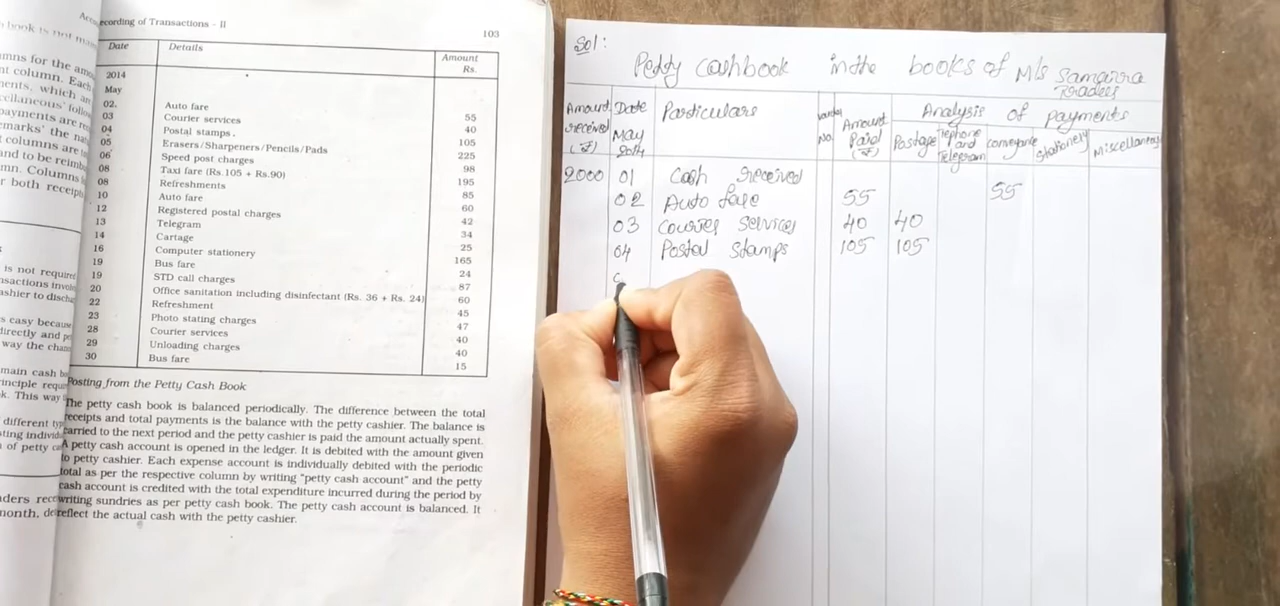 ecording of Transactions - II
103
Date Details Amount
Rs.
2014
May
02. Auto fare 55
03 Courier services 40
04 Postal stamps. 105
05 Erasers/Sharpeners/Pencils/Pads 225
06 Speed post charges 98
08 Taxi fare (Rs.105 + Rs.90) 195
08 Refreshments 85
10 Auto fare 60
12 Registered postal charges 42
13 Telegram 34
14 Cartage 25
16 Computer stationery 165
19 Bus fare 24
19 STD call charges 87
20 Office sanitation including disinfectant (Rs. 36 + Rs. 24) 60
22 Refreshment 45
23 Photo stating charges 47
28 Courier services 40
29 Unloading charges 40
30 Bus fare 15
Posting from the Petty Cash Book
The petty cash book is balanced periodically. The difference between the total
receipts and total payments is the balance with the petty cashier. The balance is
carried to the next period and the petty cashier is paid the amount actually spent.
A petty cash account is opened in the ledger. It is debited with the amount given
to petty cashier. Each expense account is individually debited with the periodic
total as per the respective column by writing "petty cash account" and the petty
cash account is credited with the total expenditure incurred during the period by
writing sundries as per petty cash book. The petty cash account is balanced. It
reflect the actual cash with the petty cashier.
Sol:
Petty cashbook in the books of M/s Samaira
Traders
Amount received (₹) Date May 2014 Particulars No. Amount Paid (₹) Analysis of payments
Postage Telephone and Telegram conveyance Stationery Miscellaneous
2000 01 Cash received
02 Auto fare 55 55
03 Courier Services 40 40
04 Postal Stamps 105 105